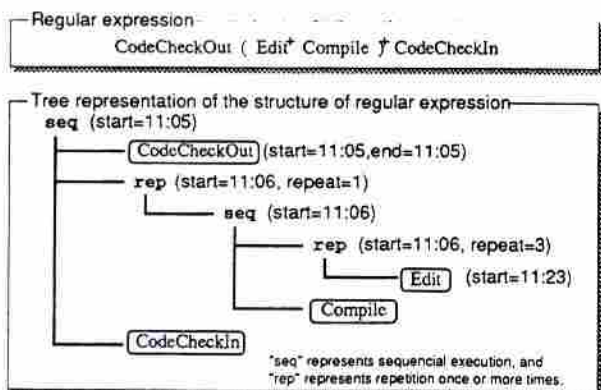 Regular expression
CodeCheckOut ( Edit+ Compile )+ CodeCheckIn
Tree representation of the structure of regular expression
seq (start=11:05)
CodeCheckOut (start=11:05,end=11:05)
rep (start=11:06, repeat=1)
seq (start=11:06)
rep (start=11:06, repeat=3)
Edit (start=11:23)
Compile
CodeCheckIn
"seq" represents sequencial execution, and
"rep" represents repetition once or more times.